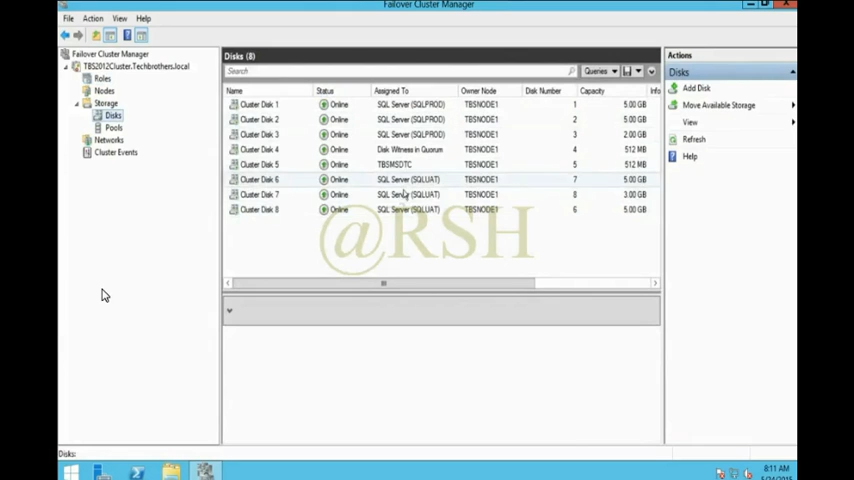 Failover Cluster Manager
File Action View Help
Failover Cluster Manager
TBS2012Cluster.Techbrothers.local
Roles
Nodes
Storage
Disks
Pools
Networks
Cluster Events
Disks (8)
Search
Queries
Name Status Assigned To Owner Node Disk Number Capacity Info
Cluster Disk 1 Online SQL Server (SQLPROD) TBSNODE1 1 5.00 GB
Cluster Disk 2 Online SQL Server (SQLPROD) TBSNODE1 2 5.00 GB
Cluster Disk 3 Online SQL Server (SQLPROD) TBSNODE1 3 2.00 GB
Cluster Disk 4 Online Disk Witness in Quorum TBSNODE1 4 512 MB
Cluster Disk 5 Online TBSMSDTC TBSNODE1 5 512 MB
Cluster Disk 6 Online SQL Server (SQLUAT) TBSNODE1 7 5.00 GB
Cluster Disk 7 Online SQL Server (SQLUAT) TBSNODE1 8 3.00 GB
Cluster Disk 8 Online SQL Server (SQLUAT) TBSNODE1 6 5.00 GB
@RSH
Actions
Disks
Add Disk
Move Available Storage
View
Refresh
Help
Disks:
8:11 AM